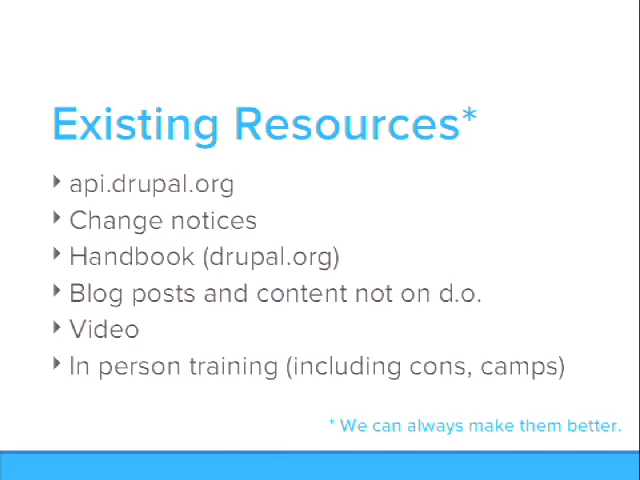 Existing Resources*
api.drupal.org
Change notices
Handbook (drupal.org)
Blog posts and content not on d.o.
Video
In person training (including cons, camps)
* We can always make them better.